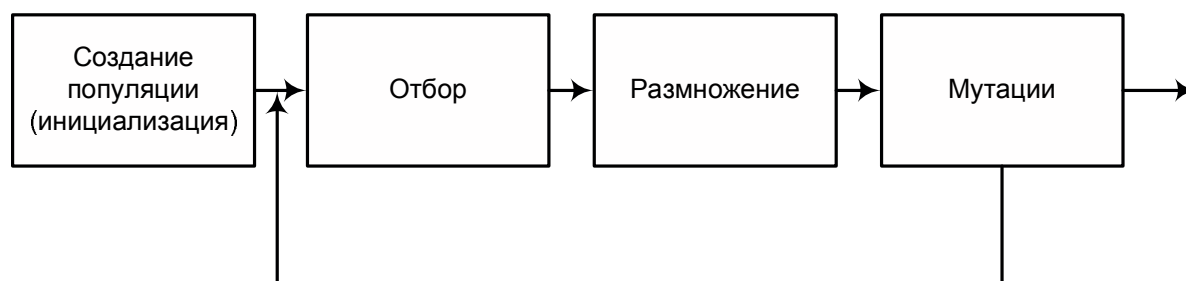 Создание
популяции
(инициализация)
Отбор
Размножение
Мутации